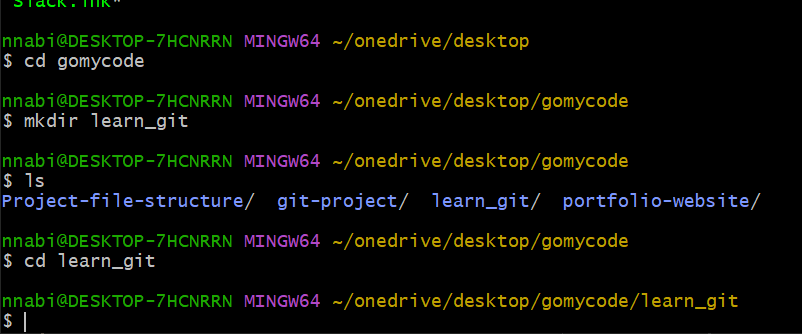 Slack.lnk*
nnabi@DESKTOP-7HCNRRN MINGW64 ~/onedrive/desktop
$ cd gomycode
nnabi@DESKTOP-7HCNRRN MINGW64 ~/onedrive/desktop/gomycode
$ mkdir learn_git
nnabi@DESKTOP-7HCNRRN MINGW64 ~/onedrive/desktop/gomycode
$ ls
Project-file-structure/  git-project/  learn_git/  portfolio-website/
nnabi@DESKTOP-7HCNRRN MINGW64 ~/onedrive/desktop/gomycode
$ cd learn_git
nnabi@DESKTOP-7HCNRRN MINGW64 ~/onedrive/desktop/gomycode/learn_git
$